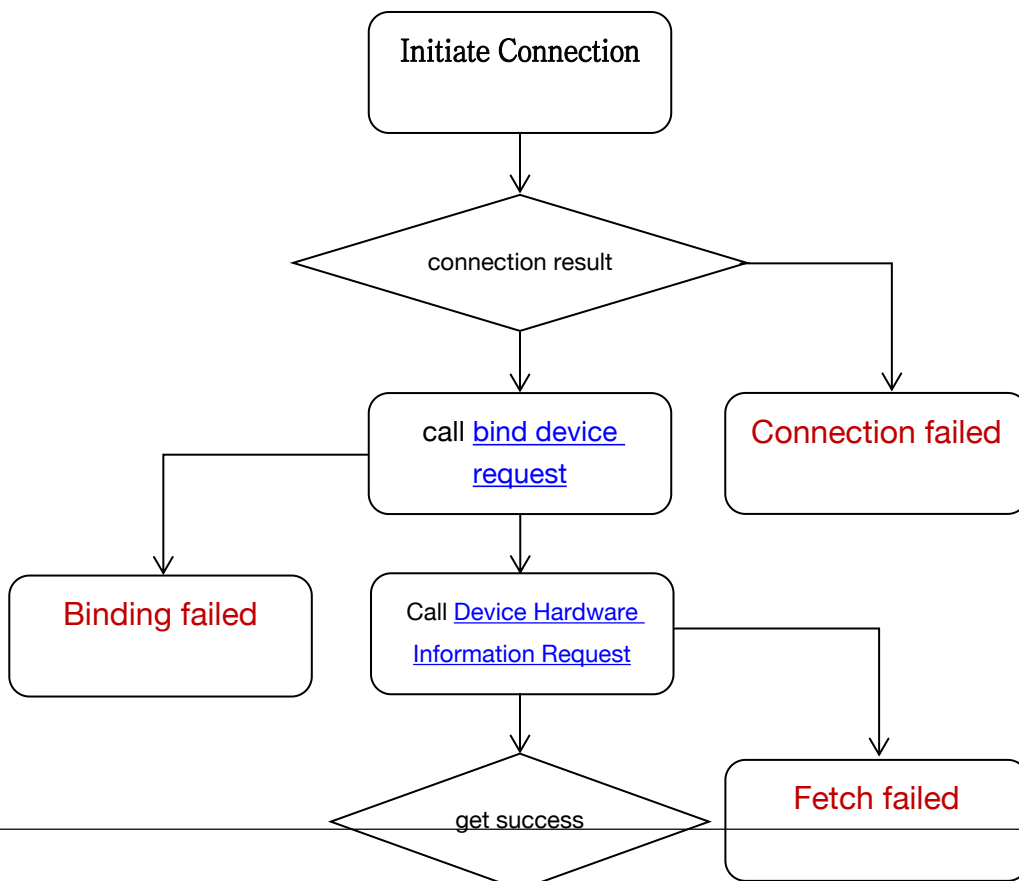 Initiate Connection
connection result
call bind device
request
Connection failed
Binding failed
Call Device Hardware
Information Request
get success
Fetch failed